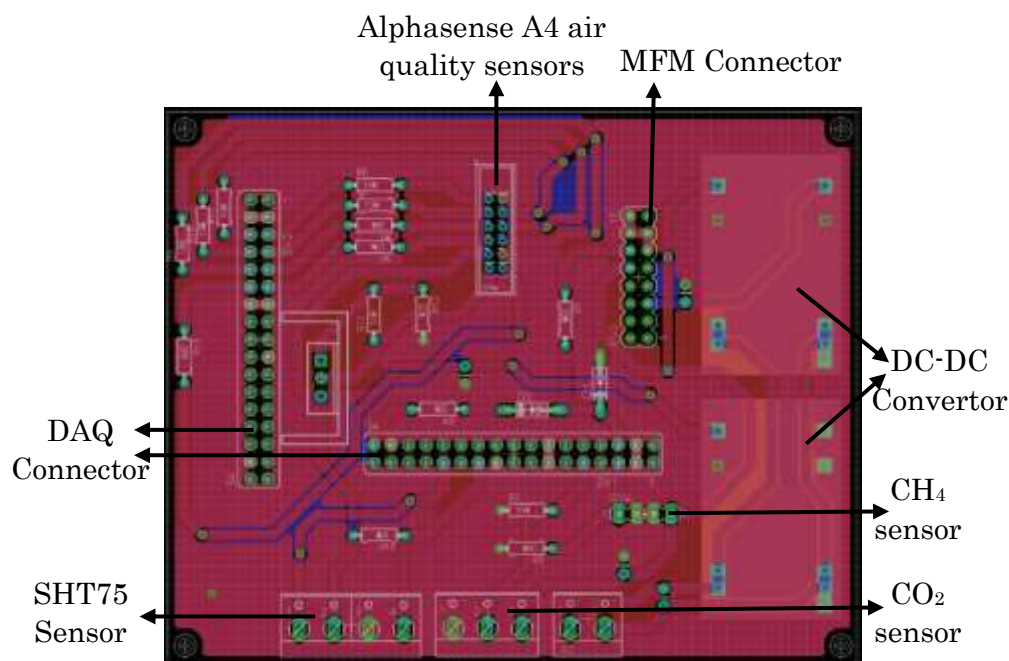 Alphasense A4 air
quality sensors
MFM Connector
DC-DC
Convertor
DAQ
Connector
CH₄
sensor
SHT75
Sensor
CO₂
sensor